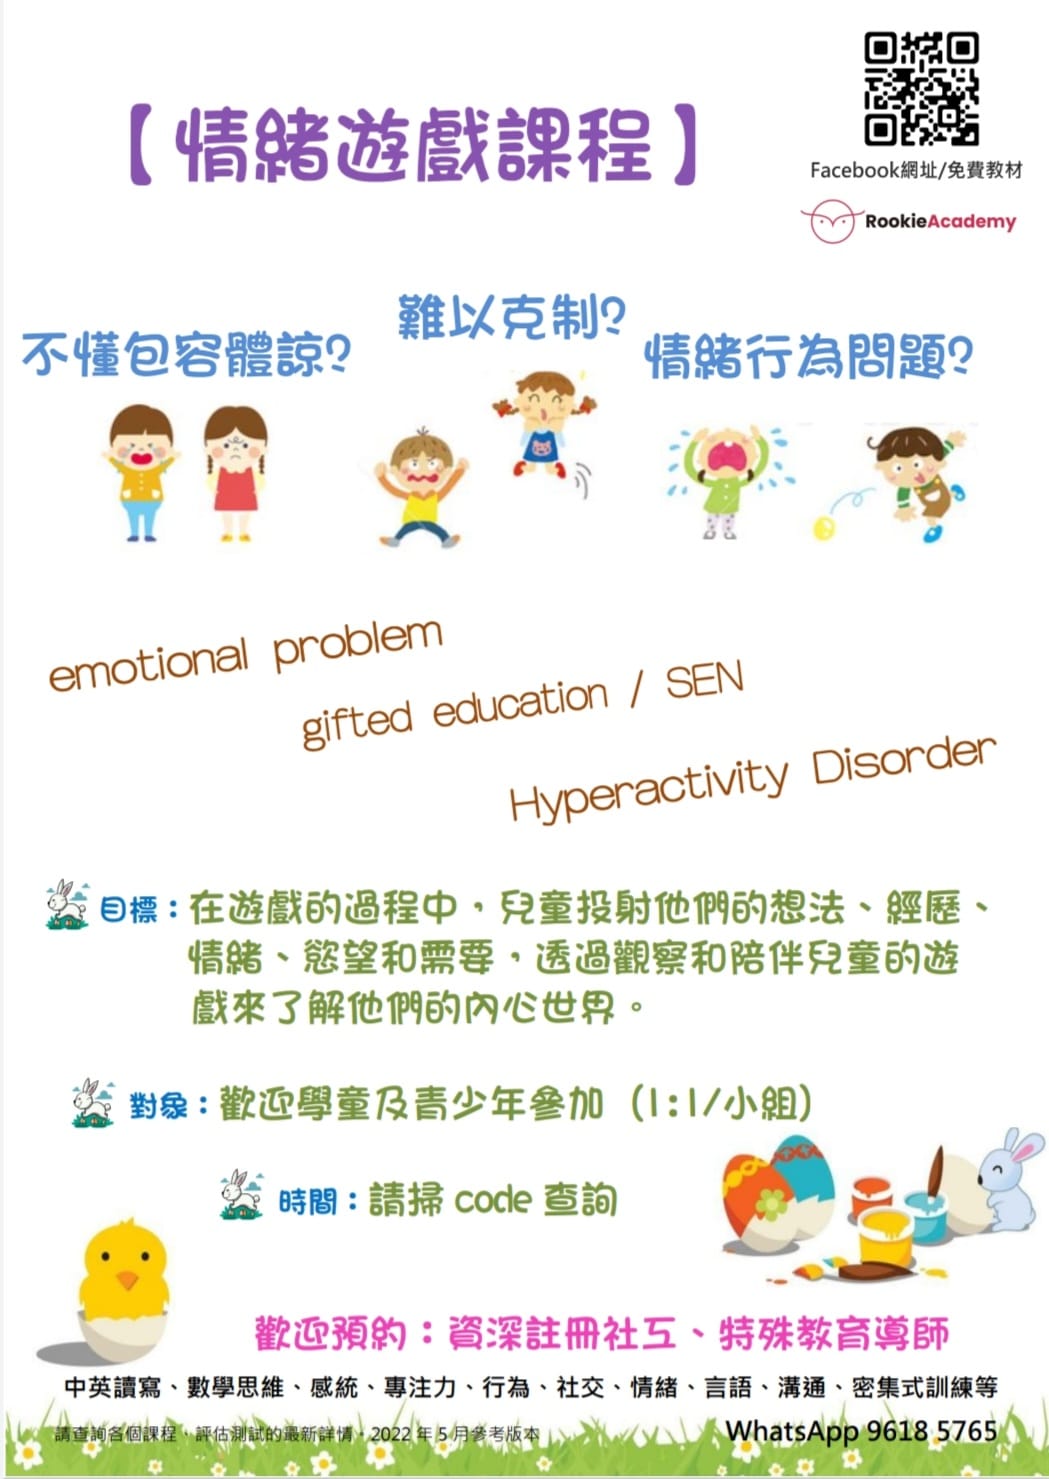 【情緒遊戲課程】
Facebook網址/免費教材
RookieAcademy
不懂包容體諒?
難以克制?
情緒行為問題?
emotional problem
gifted education / SEN
Hyperactivity Disorder
目標：在遊戲的過程中，兒童投射他們的想法、經歷、
情緒、慾望和需要，透過觀察和陪伴兒童的遊
戲來了解他們的內心世界。
對象：歡迎學童及青少年參加（1:1/小組）
時間：請掃 code 查詢
歡迎預約：資深註冊社工、特殊教育導師
中英讀寫、數學思維、感統、專注力、行為、社交、情緒、言語、溝通、密集式訓練等
請查詢各個課程、評估測試的最新詳情。2022 年 5 月參考版本
WhatsApp 9618 5765